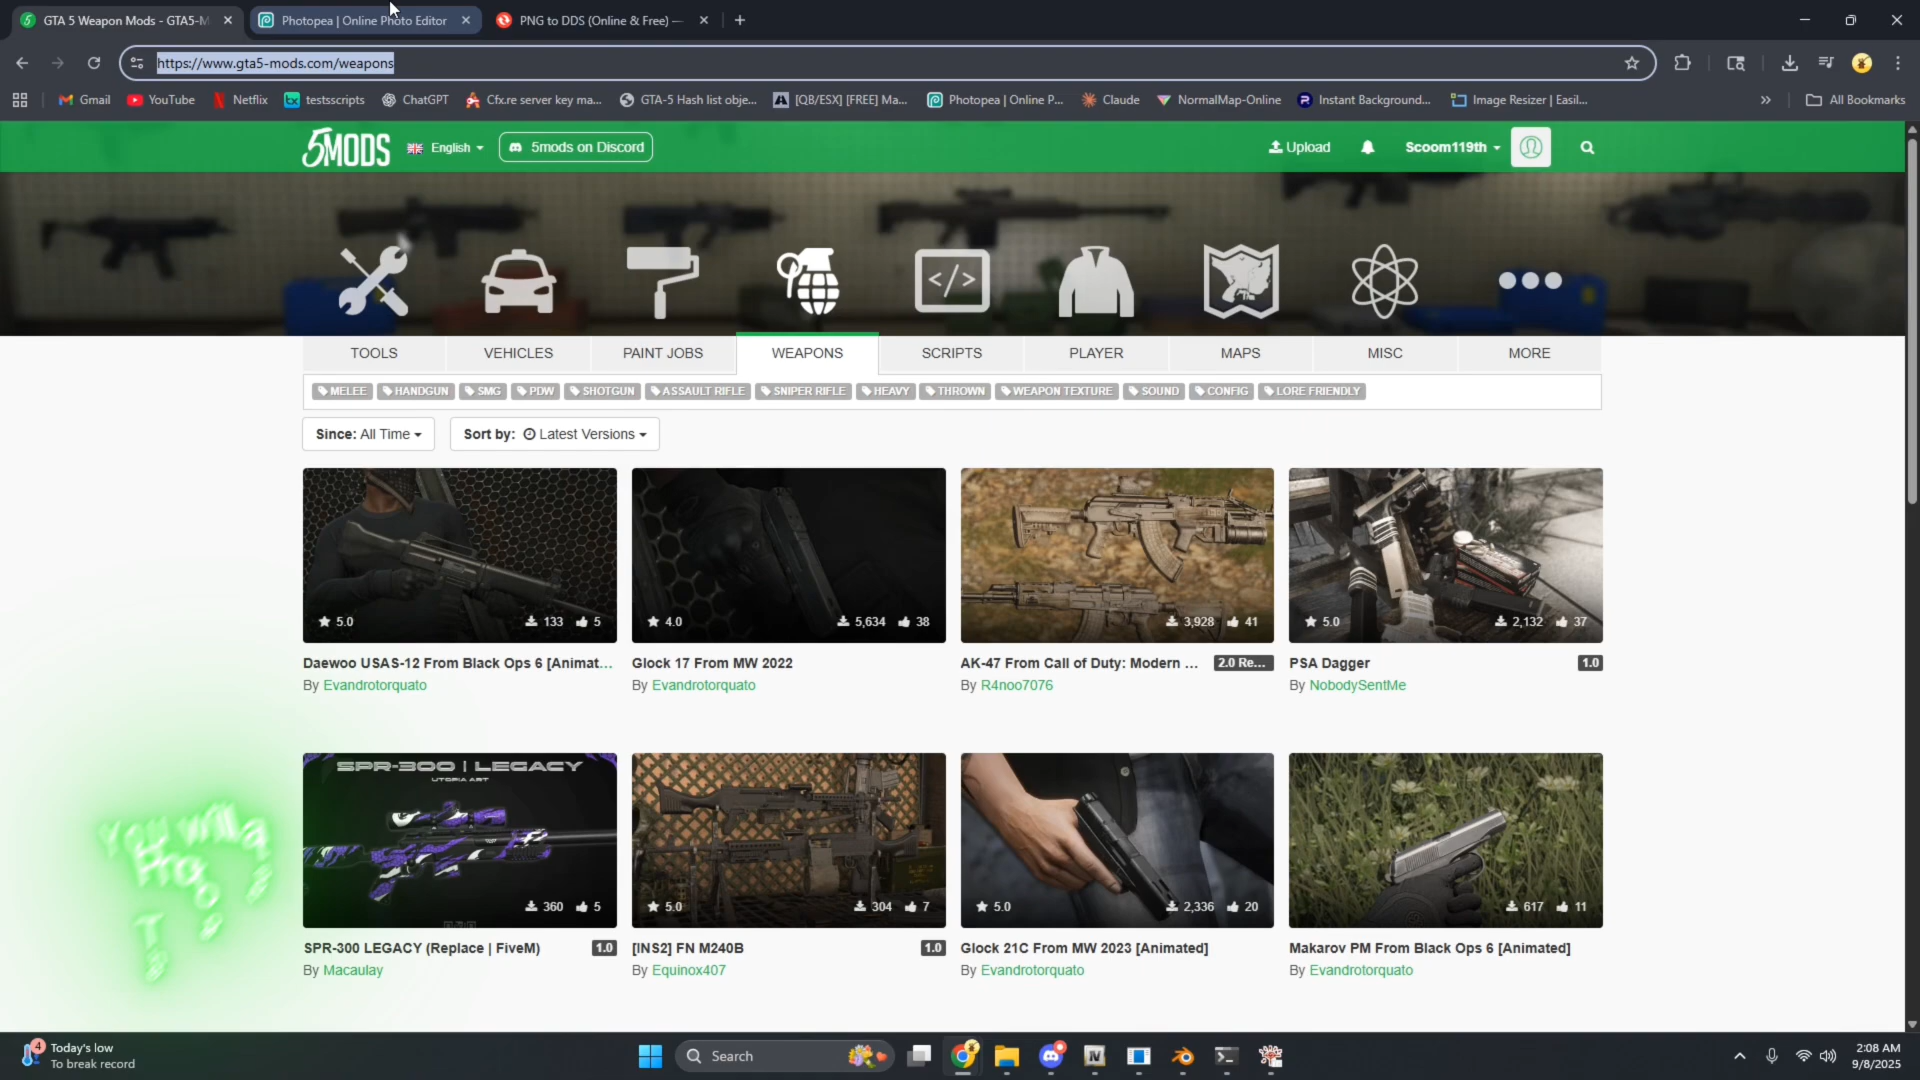 GTA 5 Weapon Mods - GTA5-M
Photopea | Online Photo Editor
PNG to DDS (Online & Free) —
https://www.gta5-mods.com/weapons
Gmail
YouTube
Netflix
testsscripts
ChatGPT
Cfx.re server key ma...
GTA-5 Hash list obje...
[QB/ESX] [FREE] Ma...
Photopea | Online P...
Claude
NormalMap-Online
Instant Background...
Image Resizer | Easil...
All Bookmarks
5MODS
English
5mods on Discord
Upload
Scoom119th
TOOLS
VEHICLES
PAINT JOBS
WEAPONS
SCRIPTS
PLAYER
MAPS
MISC
MORE
MELEE
HANDGUN
SMG
PDW
SHOTGUN
ASSAULT RIFLE
SNIPER RIFLE
HEAVY
THROWN
WEAPON TEXTURE
SOUND
CONFIG
LORE FRIENDLY
Since: All Time
Sort by: Latest Versions
5.0 133 5
4.0 5,634 38
3,928 41
5.0 2,132 37
Daewoo USAS-12 From Black Ops 6 [Animat...
By Evandrotorquato
Glock 17 From MW 2022
By Evandrotorquato
AK-47 From Call of Duty: Modern ... 2.0 Re...
By R4noo7076
PSA Dagger 1.0
By NobodySentMe
SPR-300 | LEGACY
UTOPIA ART
360 5
5.0 304 7
5.0 2,336 20
617 11
SPR-300 LEGACY (Replace | FiveM) 1.0
By Macaulay
[INS2] FN M240B 1.0
By Equinox407
Glock 21C From MW 2023 [Animated]
By Evandrotorquato
Makarov PM From Black Ops 6 [Animated]
By Evandrotorquato
You will a
4
Today's low
To break record
Search
2:08 AM
9/8/2025